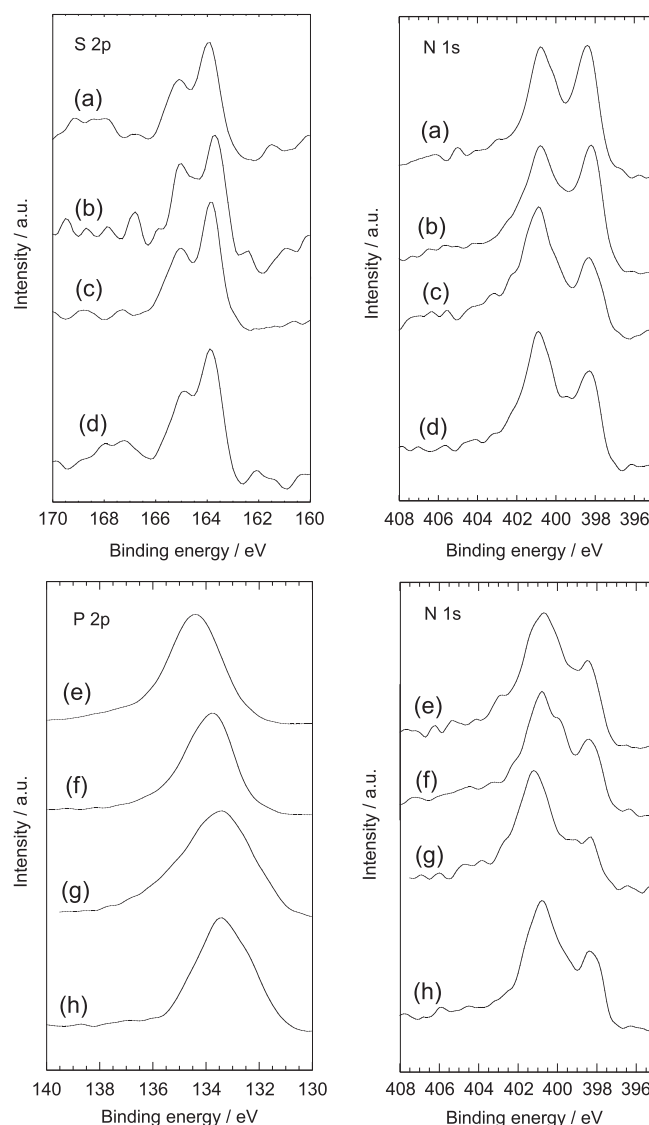 S 2p
(a)
(b)
(c)
(d)
170 168 166 164 162 160
Binding energy / eV
Intensity / a.u.
N 1s
(a)
(b)
(c)
(d)
408 406 404 402 400 398 396
Binding energy / eV
Intensity / a.u.
P 2p
(e)
(f)
(g)
(h)
140 138 136 134 132 130
Binding energy / eV
Intensity / a.u.
N 1s
(e)
(f)
(g)
(h)
408 406 404 402 400 398 396
Binding energy / eV
Intensity / a.u.